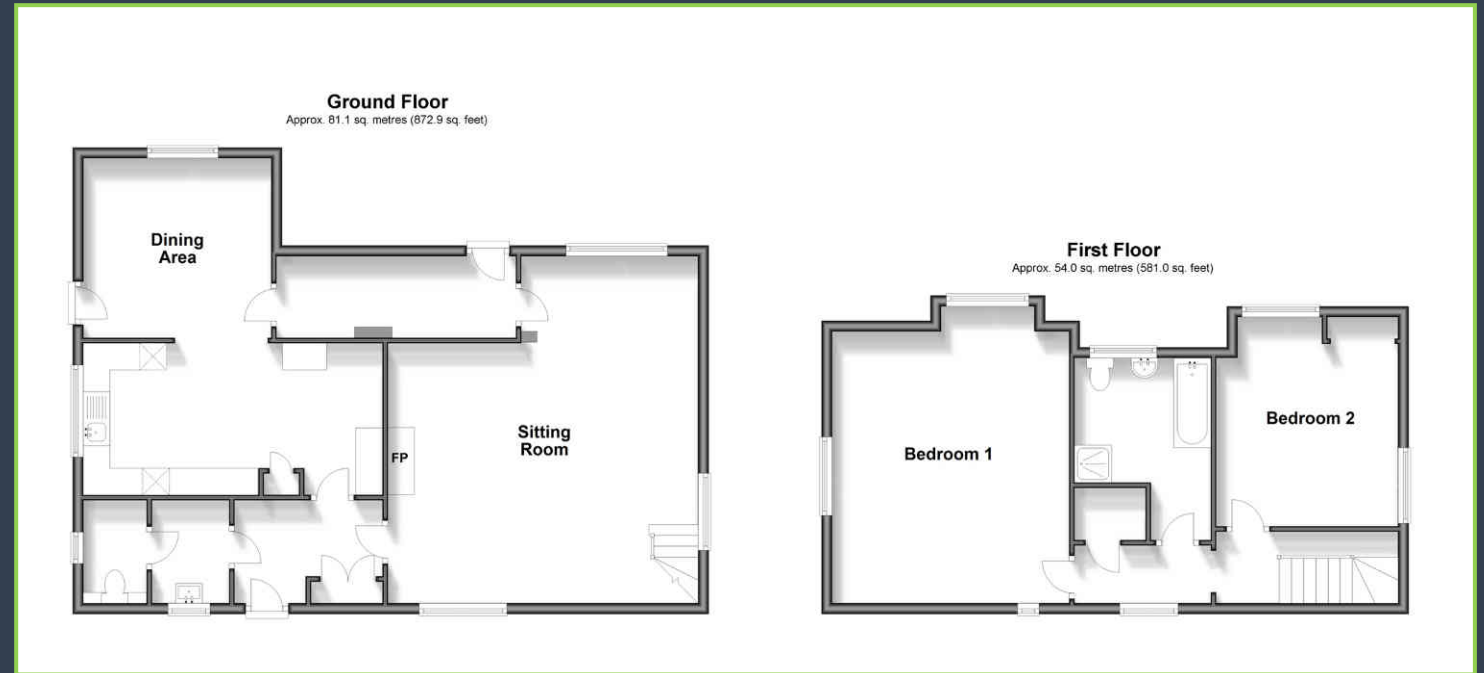 Ground Floor
Approx. 81.1 sq. metres (872.9 sq. feet)
Dining
Area
FP
Sitting
Room
First Floor
Approx. 54.0 sq. metres (581.0 sq. feet)
Bedroom 1
Bedroom 2